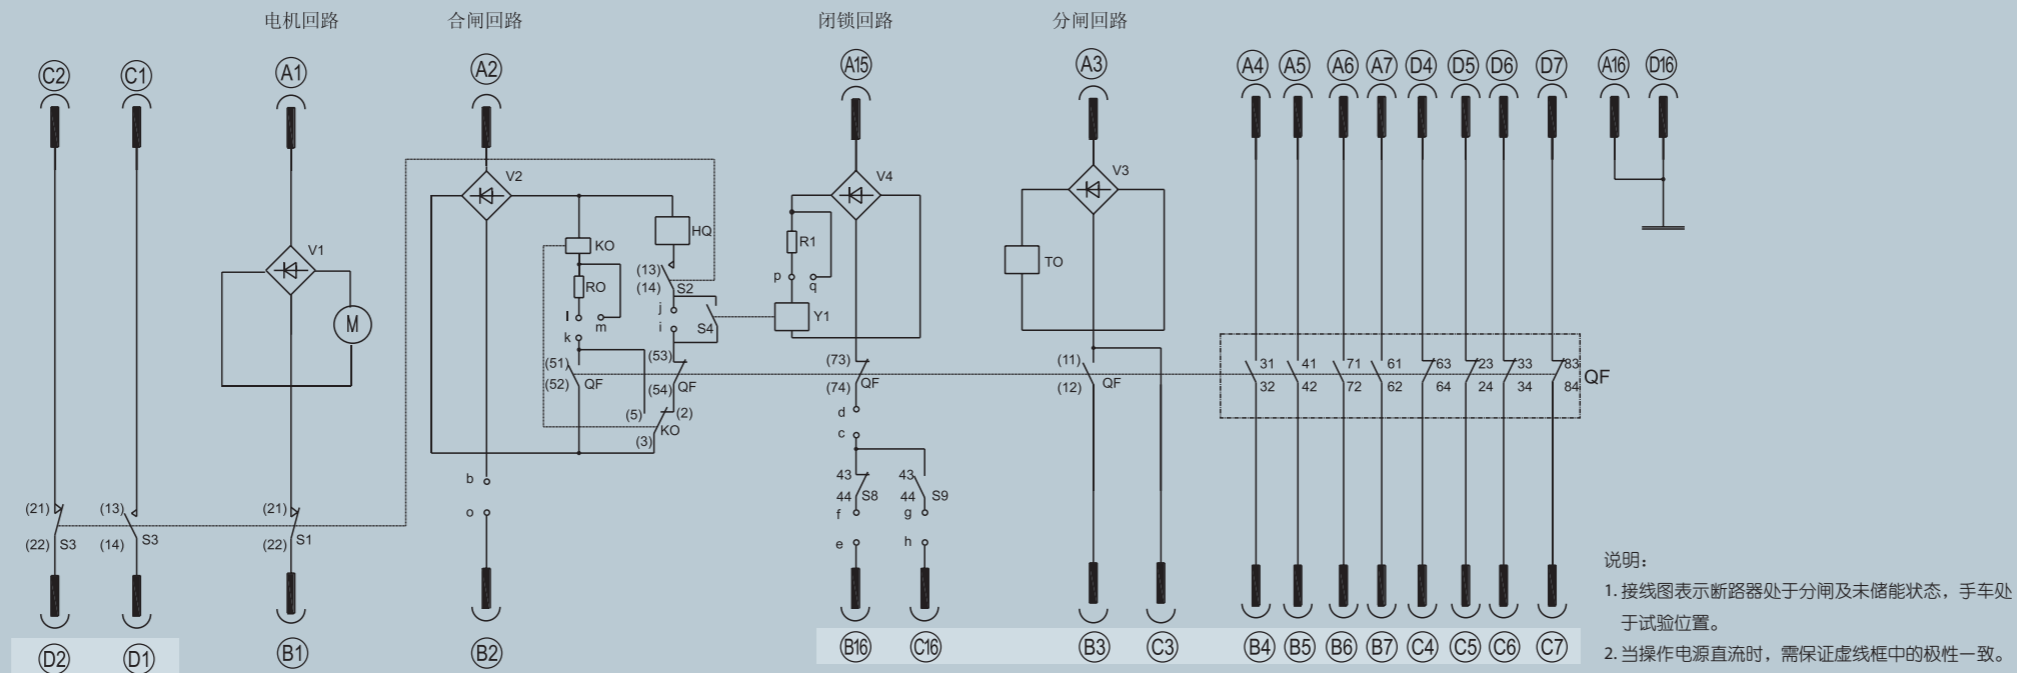 电机回路 合闸回路 闭锁回路 分闸回路
C2 C1 A1 A2 A15 A3 A4 A5 A6 A7 D4 D5 D6 D7 A16 D16
V2 V4 V3
HQ
KO R1
V1
TO
(13)
RO (14) S2 p q
M l m j Y1
k i S4
(51) (53) (73) (11) 31 41 71 61 63 23 33 83
(52) QF (54) QF (74) QF (12) QF 32 42 72 62 64 24 34 84 QF
(5) (2) d
KO
(3) c
b 43 43
44 S8 44 S9
(21) (13) (21) o f g
(22) S3 (14) S3 (22) S1 e h
D2 D1 B1 B2 B16 C16 B3 C3 B4 B5 B6 B7 C4 C5 C6 C7
说明：
1. 接线图表示断路器处于分闸及未储能状态，手车处
于试验位置。
2. 当操作电源直流时，需保证虚线框中的极性一致。